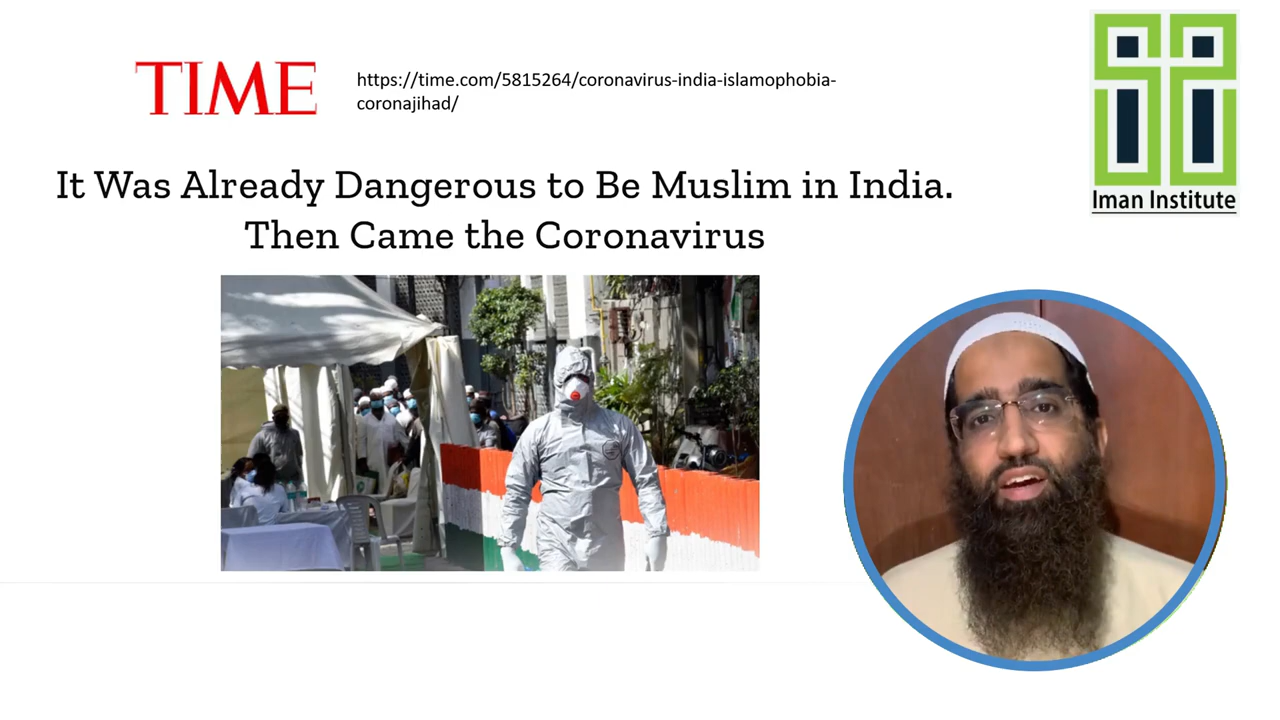 TIME
https://time.com/5815264/coronavirus-india-islamophobia-
coronajihad/
It Was Already Dangerous to Be Muslim in India.
Then Came the Coronavirus
Iman Institute